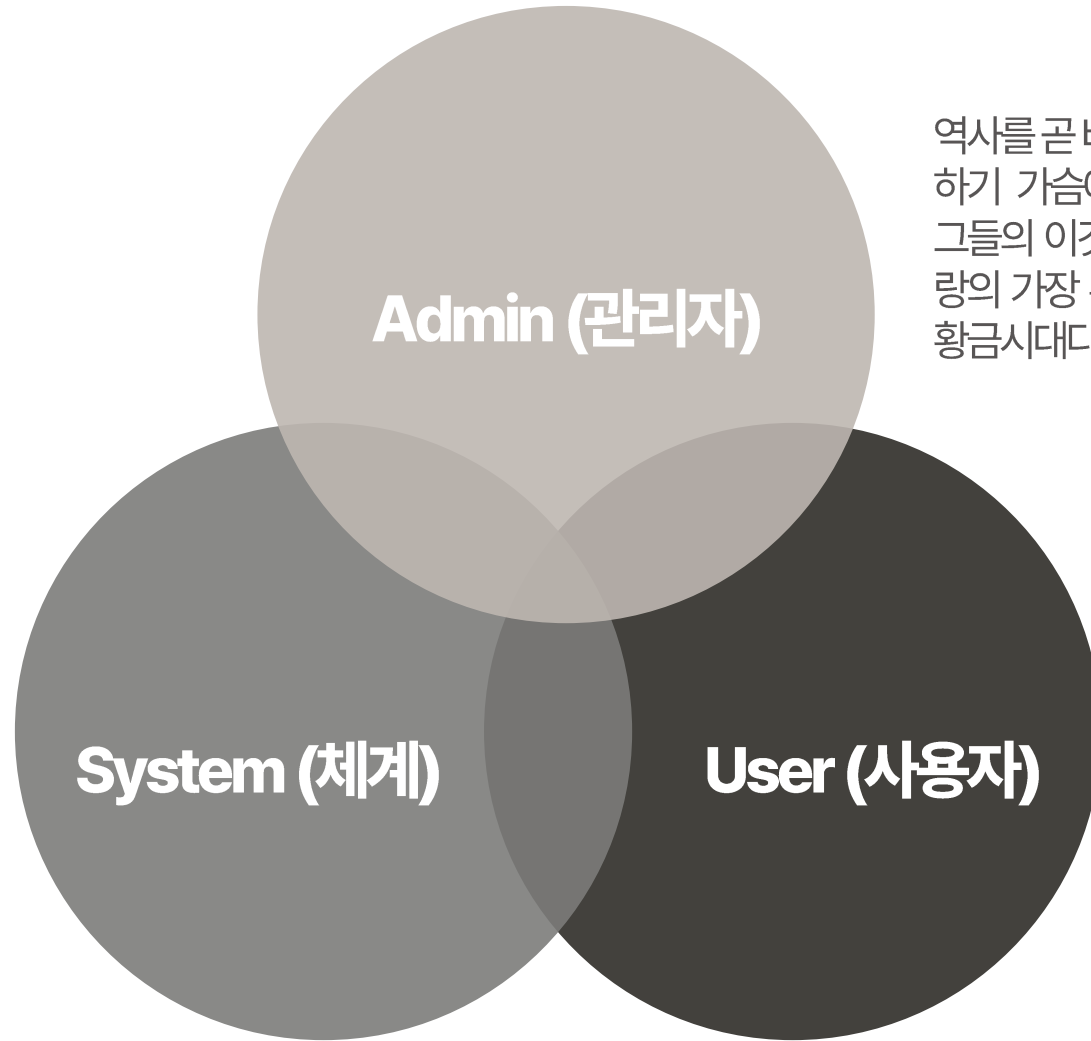 Admin (관리자)
역사를 곧
하기 가슴
그들의
랑의 가장
황금시대
System (체계)
User (사용자)